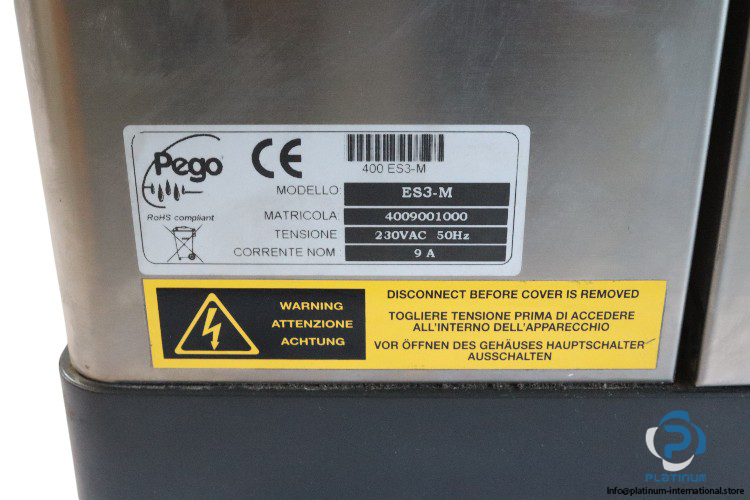 Pego
CE
400 ES3-M
MODELLO ES3-M
RoHS compliant
MATRICOLA 4009001000
TENSIONE 230VAC 50Hz
CORRENTE NOM 9 A
WARNING
ATTENZIONE
ACHTUNG
DISCONNECT BEFORE COVER IS REMOVED
TOGLIERE TENSIONE PRIMA DI ACCEDERE
ALL'INTERNO DELL'APPARECCHIO
VOR ÖFFNEN DES GEHÄUSES HAUPTSCHALTER
AUSSCHALTEN
PLATINUM
Info@platinum-international.store